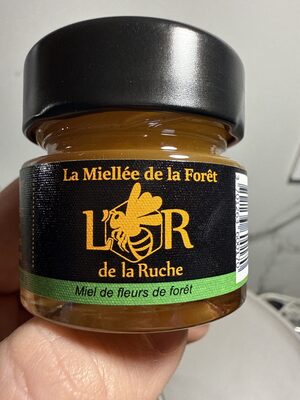 La Miellée de la Forêt
L'OR
de la Ruche
Miel de fleurs de forêt